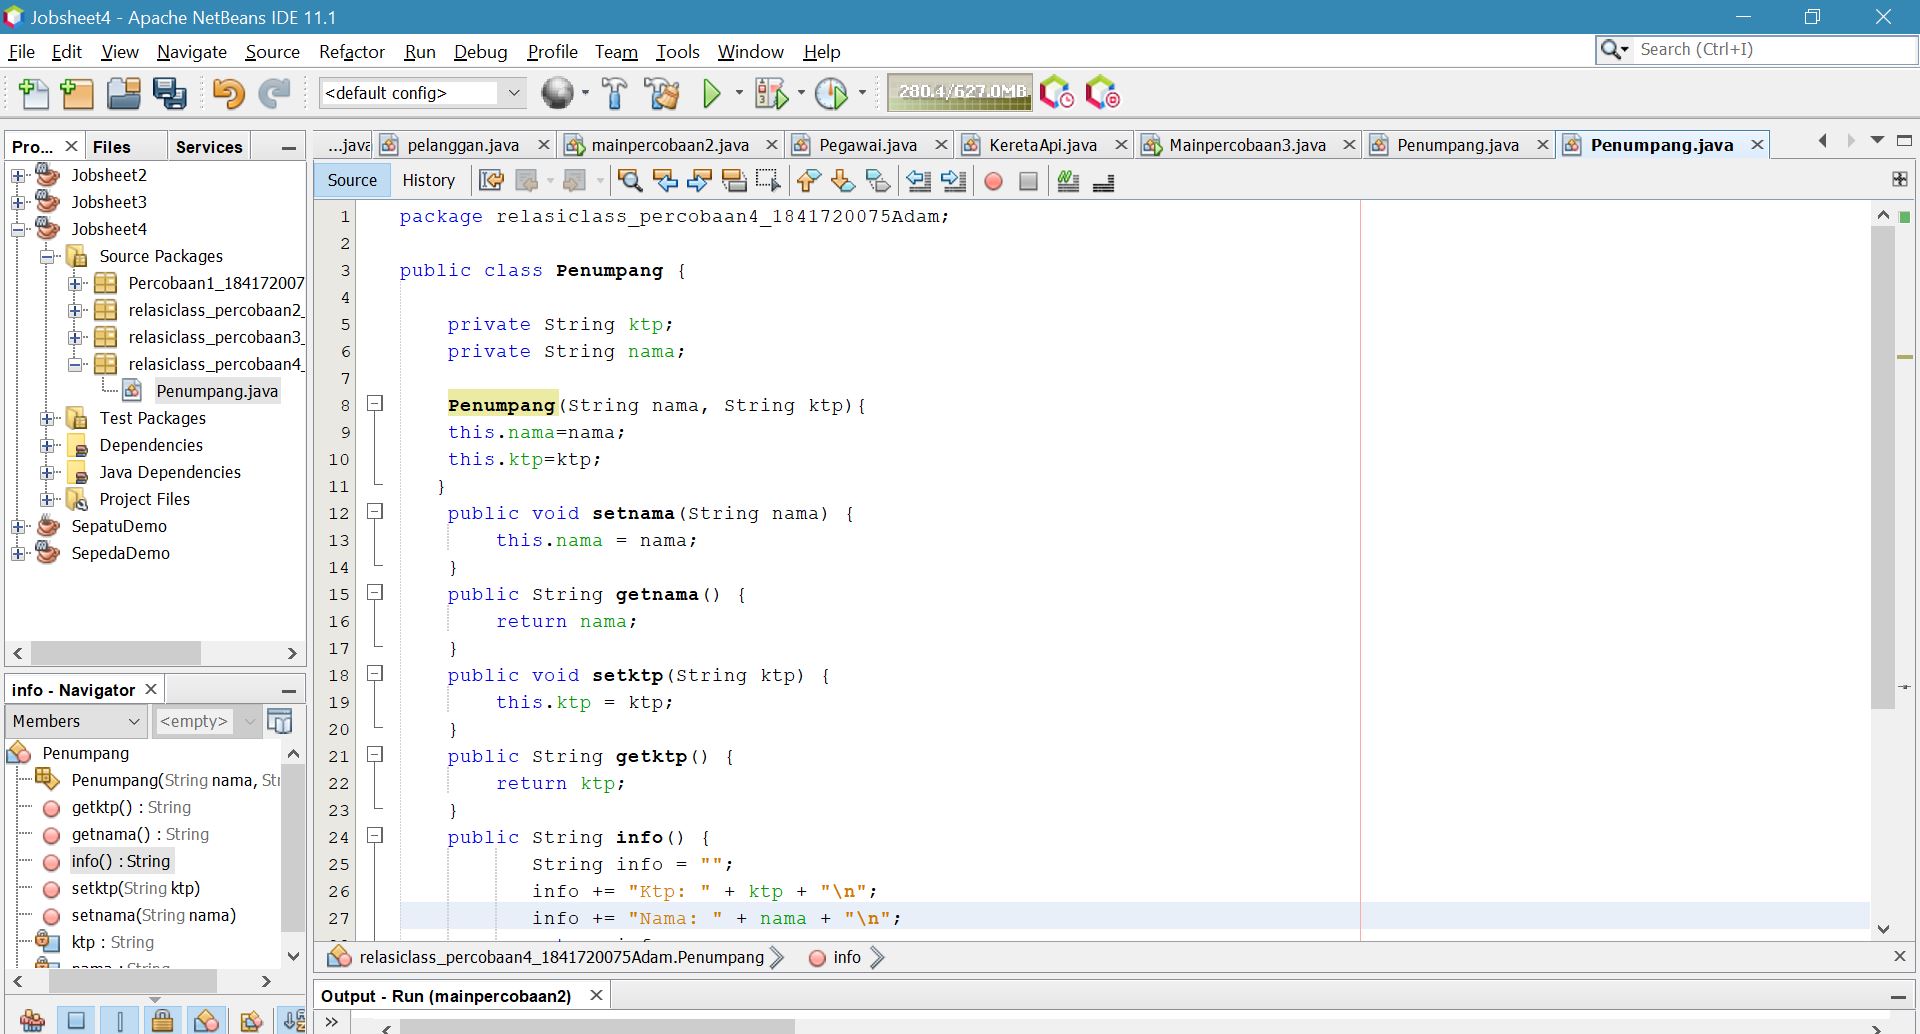 Jobsheet4 - Apache NetBeans IDE 11.1
File Edit View Navigate Source Refactor Run Debug Profile Team Tools Window Help
Search (Ctrl+I)
<default config>
280.4/627.0MB
Pro... Files Services
...java pelanggan.java mainpercobaan2.java Pegawai.java KeretaApi.java Mainpercobaan3.java Penumpang.java Penumpang.java
Source History
Jobsheet2
Jobsheet3
Jobsheet4
Source Packages
Percobaan1_184172007
relasiclass_percobaan2_
relasiclass_percobaan3_
relasiclass_percobaan4_
Penumpang.java
Test Packages
Dependencies
Java Dependencies
Project Files
SepatuDemo
SepedaDemo
info - Navigator
Members <empty>
Penumpang
Penumpang(String nama, Stri
getktp() : String
getnama() : String
info() : String
setktp(String ktp)
setnama(String nama)
ktp : String
nama : String
1 package relasiclass_percobaan4_1841720075Adam;
2
3 public class Penumpang {
4
5 private String ktp;
6 private String nama;
7
8 Penumpang(String nama, String ktp){
9 this.nama=nama;
10 this.ktp=ktp;
11 }
12 public void setnama(String nama) {
13 this.nama = nama;
14 }
15 public String getnama() {
16 return nama;
17 }
18 public void setktp(String ktp) {
19 this.ktp = ktp;
20 }
21 public String getktp() {
22 return ktp;
23 }
24 public String info() {
25 String info = "";
26 info += "Ktp: " + ktp + "\n";
27 info += "Nama: " + nama + "\n";
relasiclass_percobaan4_1841720075Adam.Penumpang info
Output - Run (mainpercobaan2)